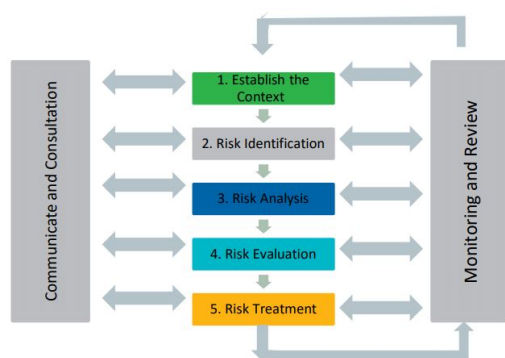 Communicate and Consultation
1. Establish the
Context
2. Risk Identification
3. Risk Analysis
4. Risk Evaluation
5. Risk Treatment
Monitoring and Review